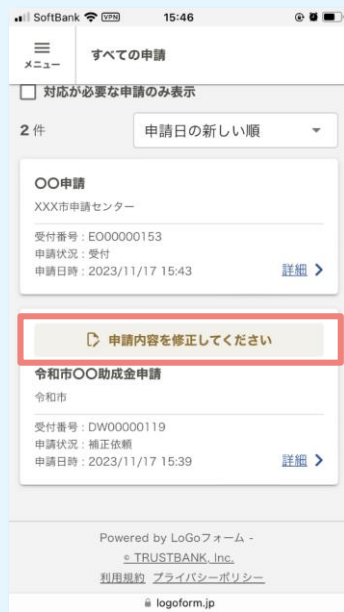 SoftBank VPN 15:46
メニュー
すべての申請
対応が必要な申請のみ表示
2 件
申請日の新しい順
〇〇申請
XXX市申請センター
受付番号 : EO00000153
申請状況 : 受付
申請日時 : 2023/11/17 15:43
詳細
申請内容を修正してください
令和市〇〇助成金申請
令和市
受付番号 : DW00000119
申請状況 : 補正依頼
申請日時 : 2023/11/17 15:39
詳細
Powered by LoGoフォーム -
© TRUSTBANK, Inc.
利用規約 プライバシーポリシー
logoform.jp